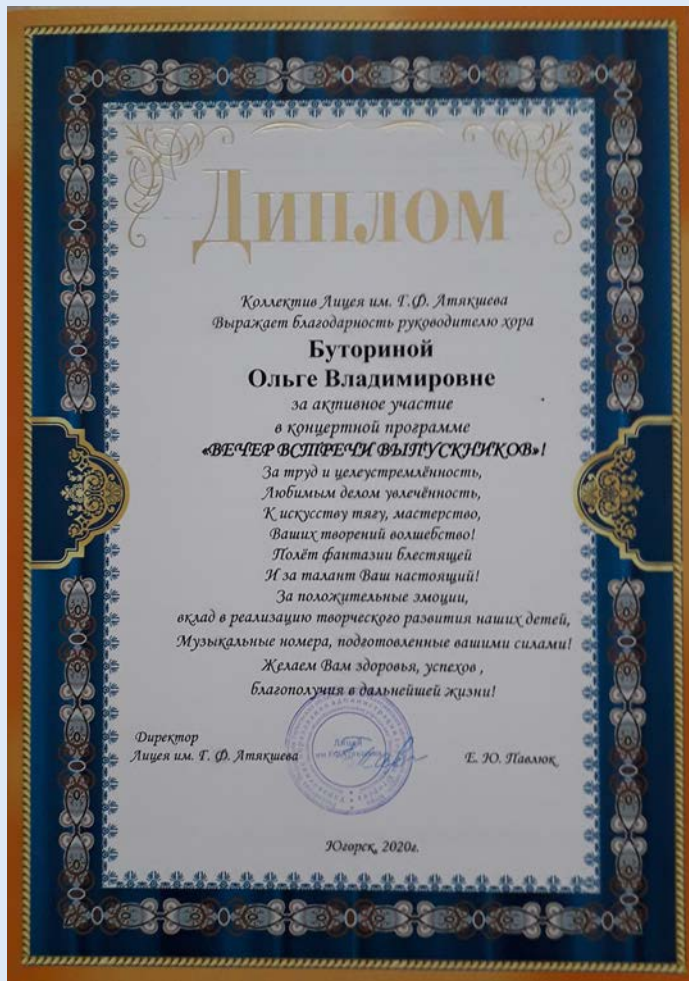 Диплом
Коллектив Лицея им. Г.Ф. Атякшева
Выражает благодарность руководителю хора
Буториной
Ольге Владимировне
за активное участие
в концертной программе
«ВЕЧЕР ВСТРЕЧИ ВЫПУСКНИКОВ»!
За труд и целеустремлённость,
Любимым делом увлечённость,
К искусству тягу, мастерство,
Ваших творений волшебство!
Полёт фантазии блестящей
И за талант Ваш настоящий!
За положительные эмоции,
вклад в реализацию творческого развития наших детей,
Музыкальные номера, подготовленные вашими силами!
Желаем Вам здоровья, успехов ,
благополучия в дальнейшей жизни!
Директор
Лицея им. Г. Ф. Атякшева
Е. Ю. Павлюк
Югорск, 2020г.